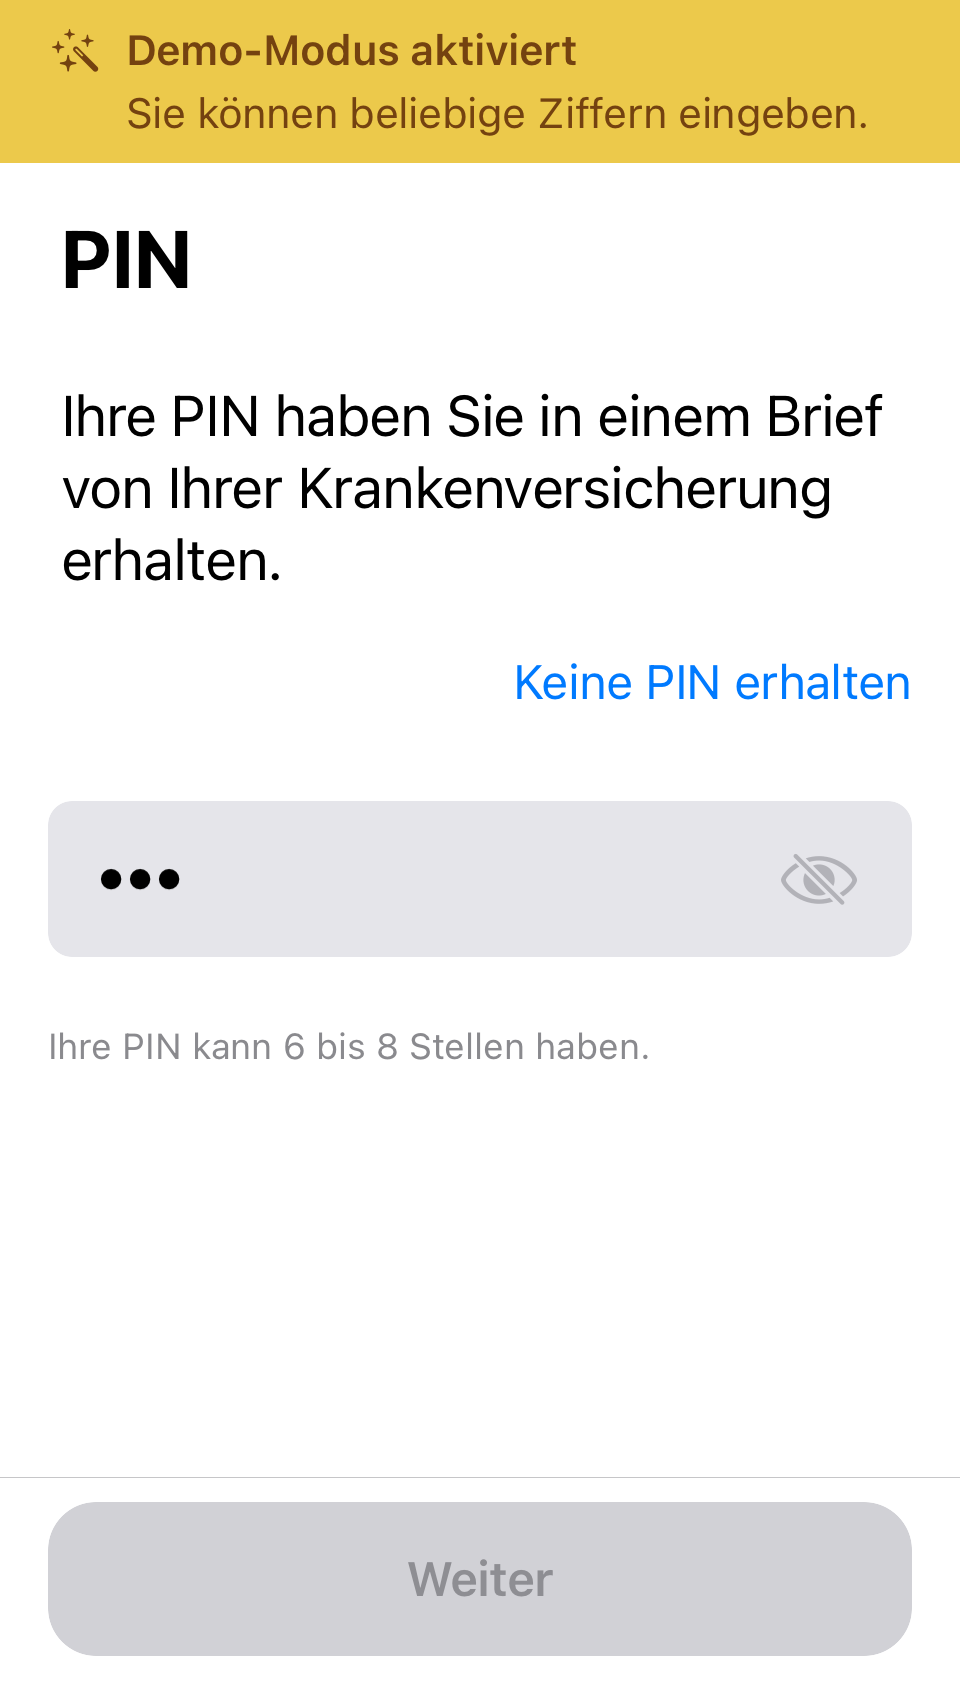 Demo-Modus aktiviert
Sie können beliebige Ziffern eingeben.
PIN
Ihre PIN haben Sie in einem Brief
von Ihrer Krankenversicherung
erhalten.
Keine PIN erhalten
•••
Ihre PIN kann 6 bis 8 Stellen haben.
Weiter